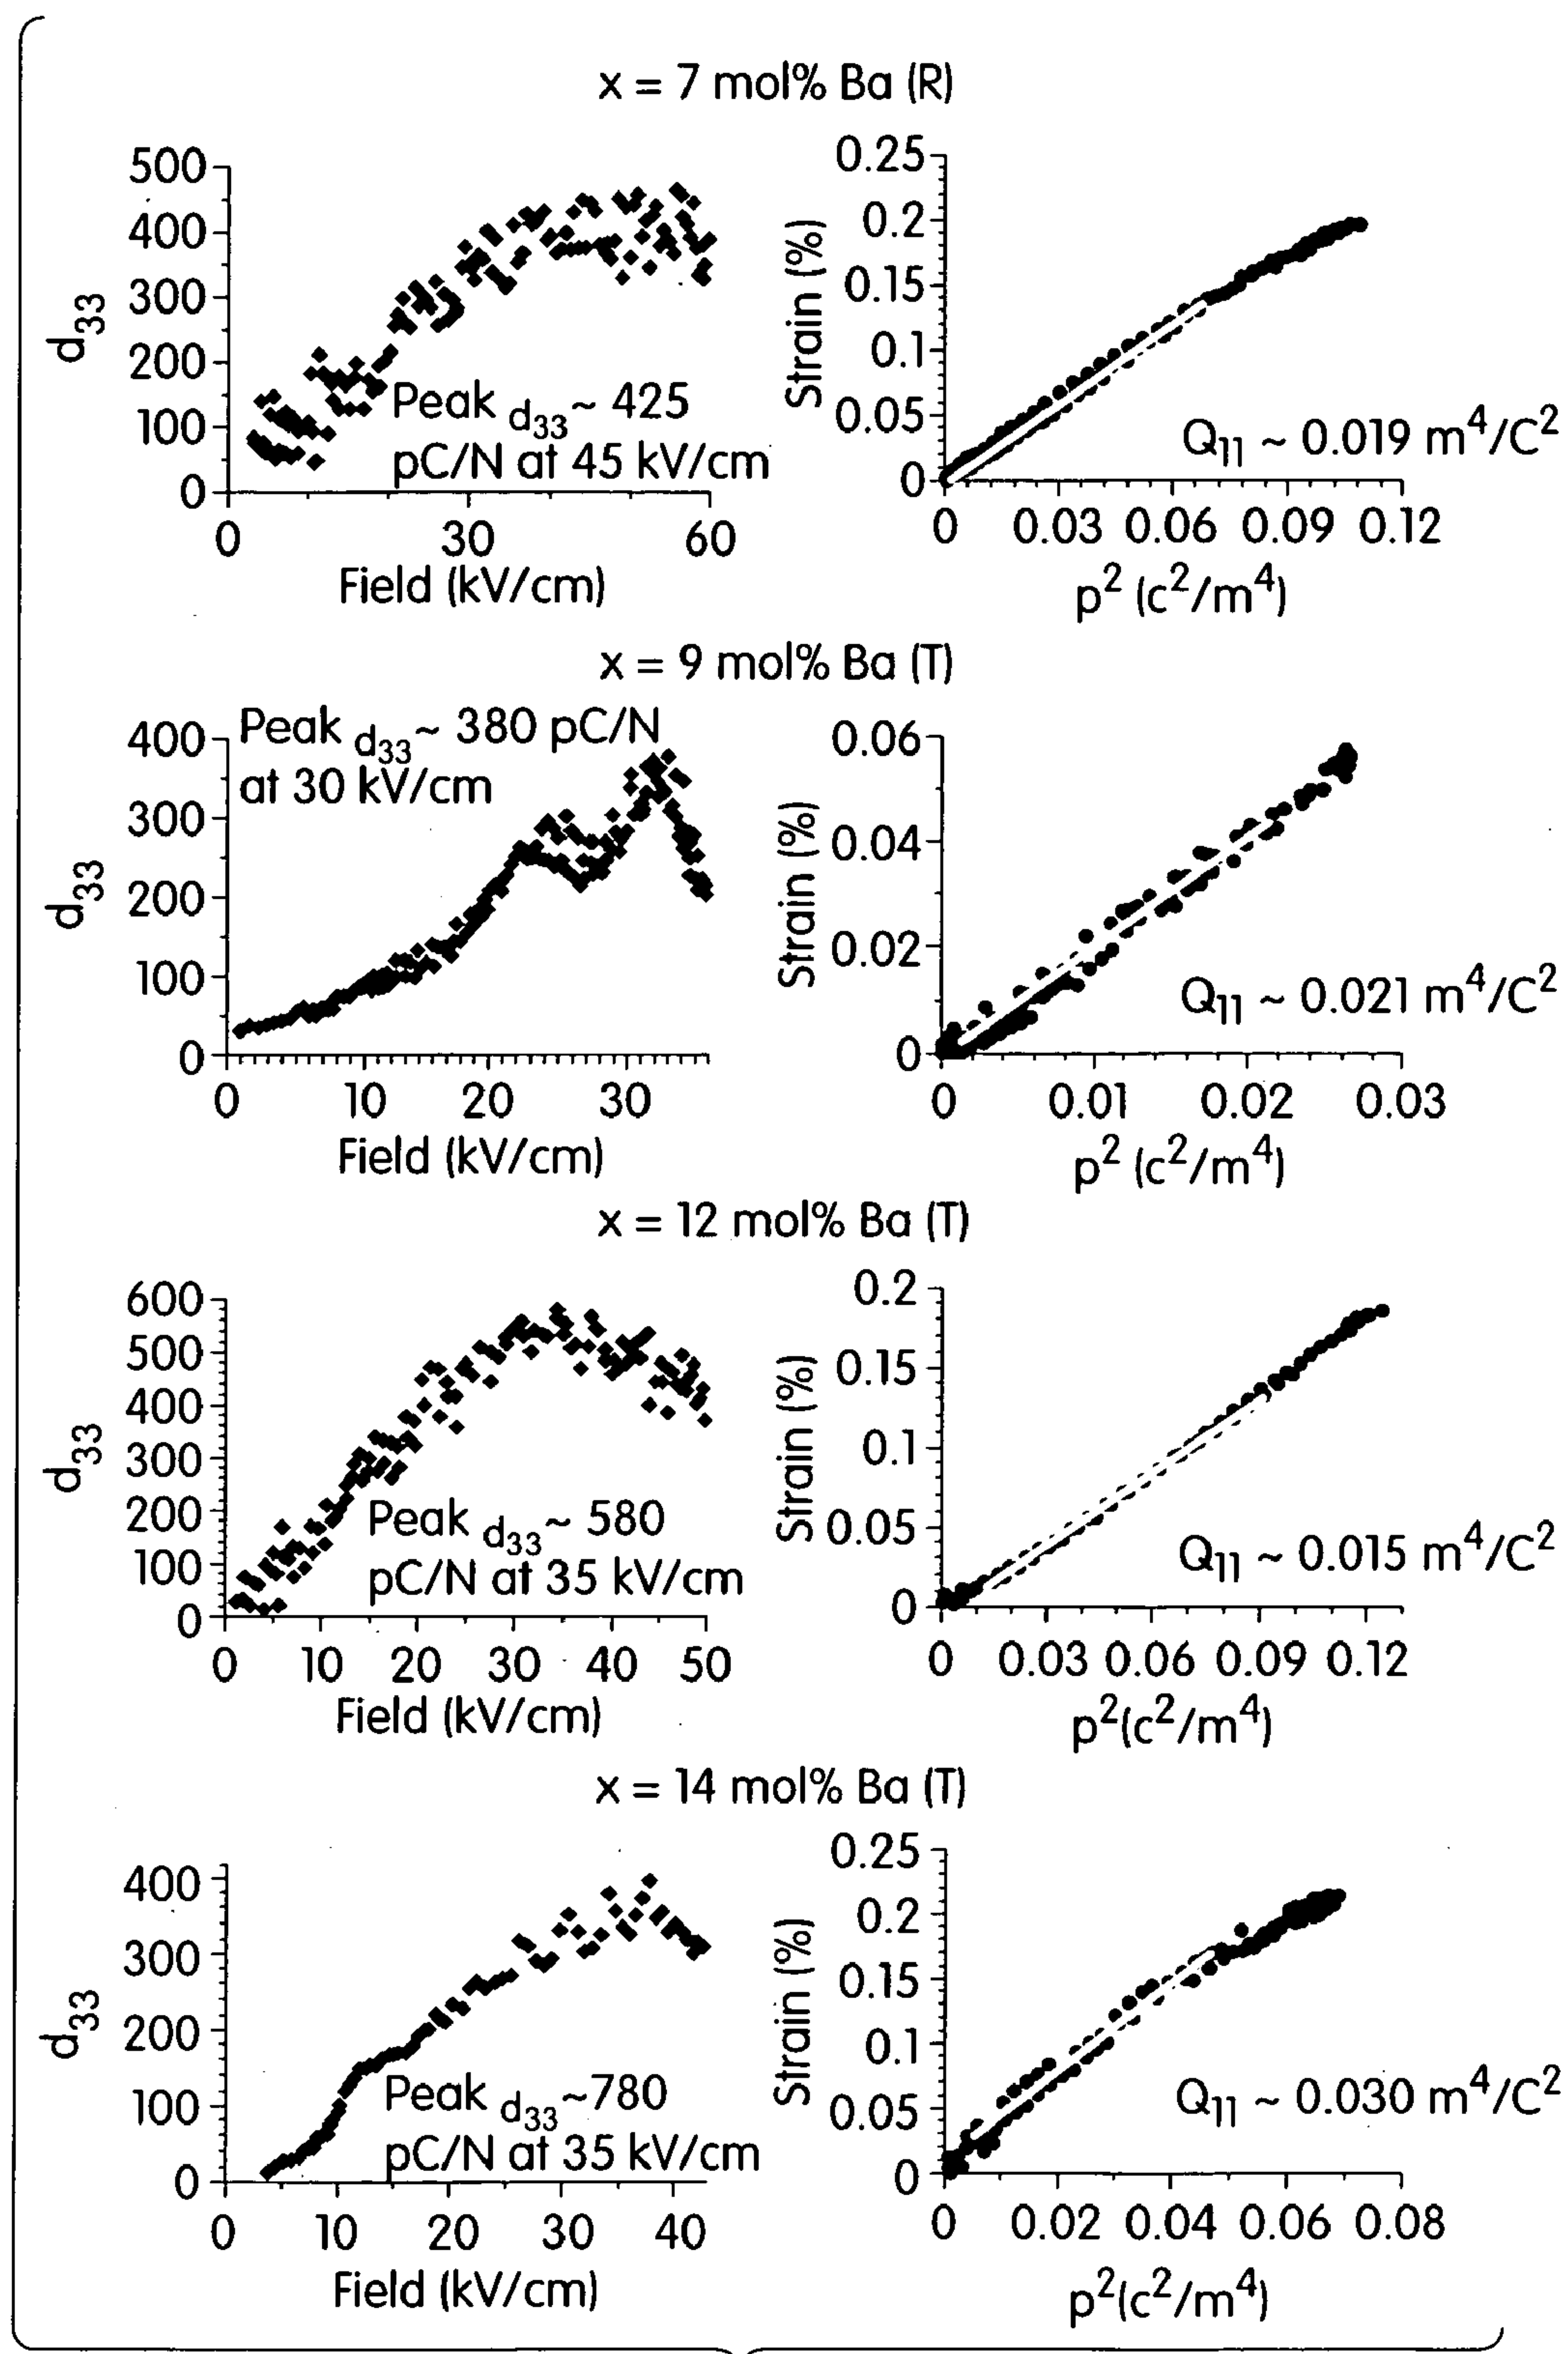 x = 7 mol% Ba (R)
500
400
300
200
100
0
d33
Peak d33 ~ 425
pC/N at 45 kV/cm
0 30 60
Field (kV/cm)
0.25
0.2
0.15
0.1
0.05
0
Strain (%)
Q11 ~ 0.019 m⁴/C²
0 0.03 0.06 0.09 0.12
p² (c²/m⁴)
x = 9 mol% Ba (T)
Peak d33 ~ 380 pC/N
at 30 kV/cm
400
300
200
100
0
d33
0 10 20 30
Field (kV/cm)
0.06
0.04
0.02
0
Strain (%)
Q11 ~ 0.021 m⁴/C²
0 0.01 0.02 0.03
p² (c²/m⁴)
x = 12 mol% Ba (T)
600
500
400
300
200
100
0
d33
Peak d33 ~ 580
pC/N at 35 kV/cm
0 10 20 30 40 50
Field (kV/cm)
0.2
0.15
0.1
0.05
0
Strain (%)
Q11 ~ 0.015 m⁴/C²
0 0.03 0.06 0.09 0.12
p²(c²/m⁴)
x = 14 mol% Ba (T)
400
300
200
100
0
d33
Peak d33 ~780
pC/N at 35 kV/cm
0 10 20 30 40
Field (kV/cm)
0.25
0.2
0.15
0.1
0.05
0
Strain (%)
Q11 ~ 0.030 m⁴/C²
0 0.02 0.04 0.06 0.08
p²(c²/m⁴)